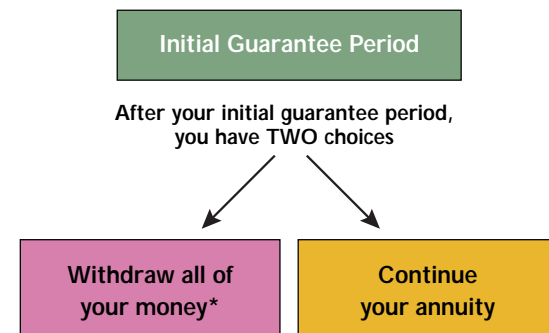 Initial Guarantee Period
After your initial guarantee period,
you have TWO choices
Withdraw all of
your money*
Continue
your annuity